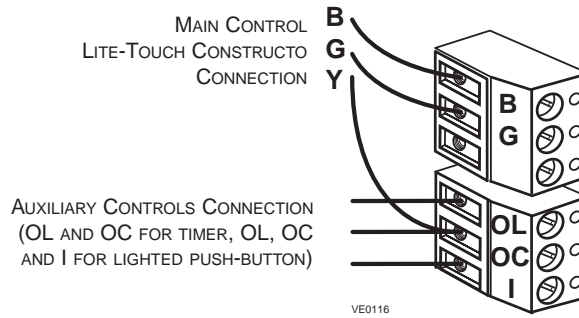 MAIN CONTROL B
LITE-TOUCH CONSTRUCTO G
CONNECTION Y
B
G
AUXILIARY CONTROLS CONNECTION
(OL AND OC FOR TIMER, OL, OC
AND I FOR LIGHTED PUSH-BUTTON)
OL
OC
I
VE0116